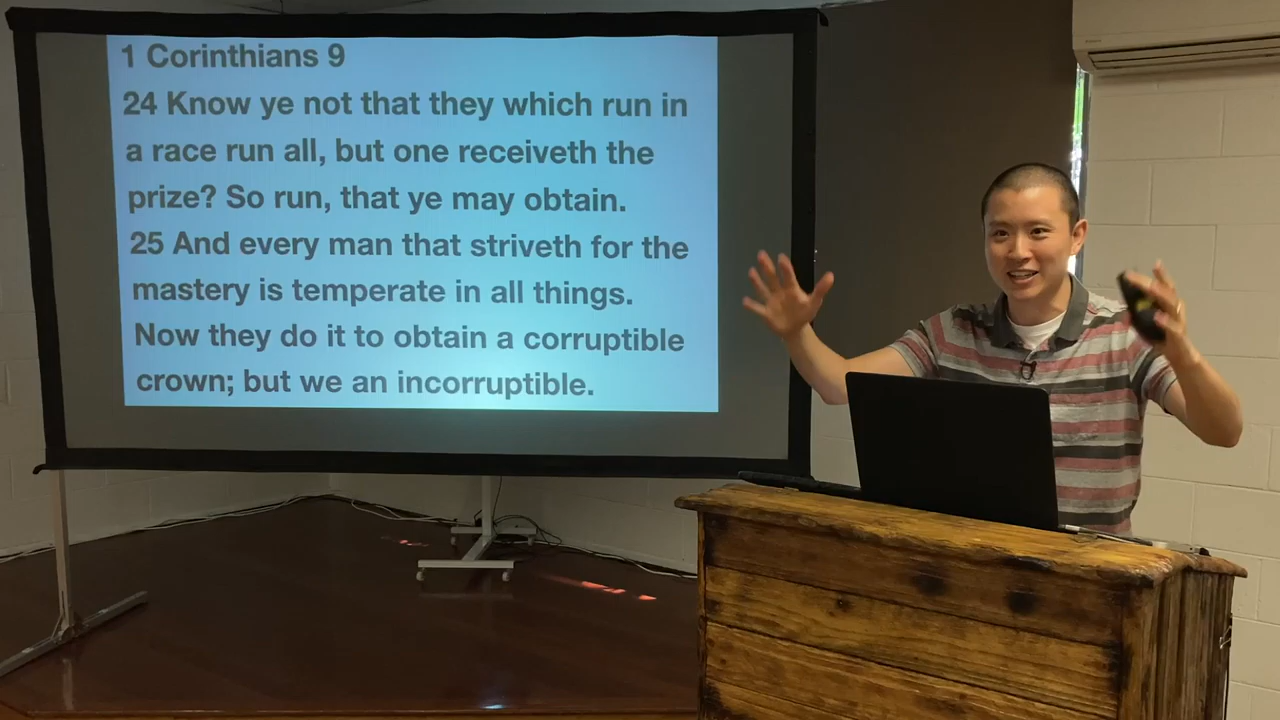 1 Corinthians 9
24 Know ye not that they which run in
a race run all, but one receiveth the
prize? So run, that ye may obtain.
25 And every man that striveth for the
mastery is temperate in all things.
Now they do it to obtain a corruptible
crown; but we an incorruptible.